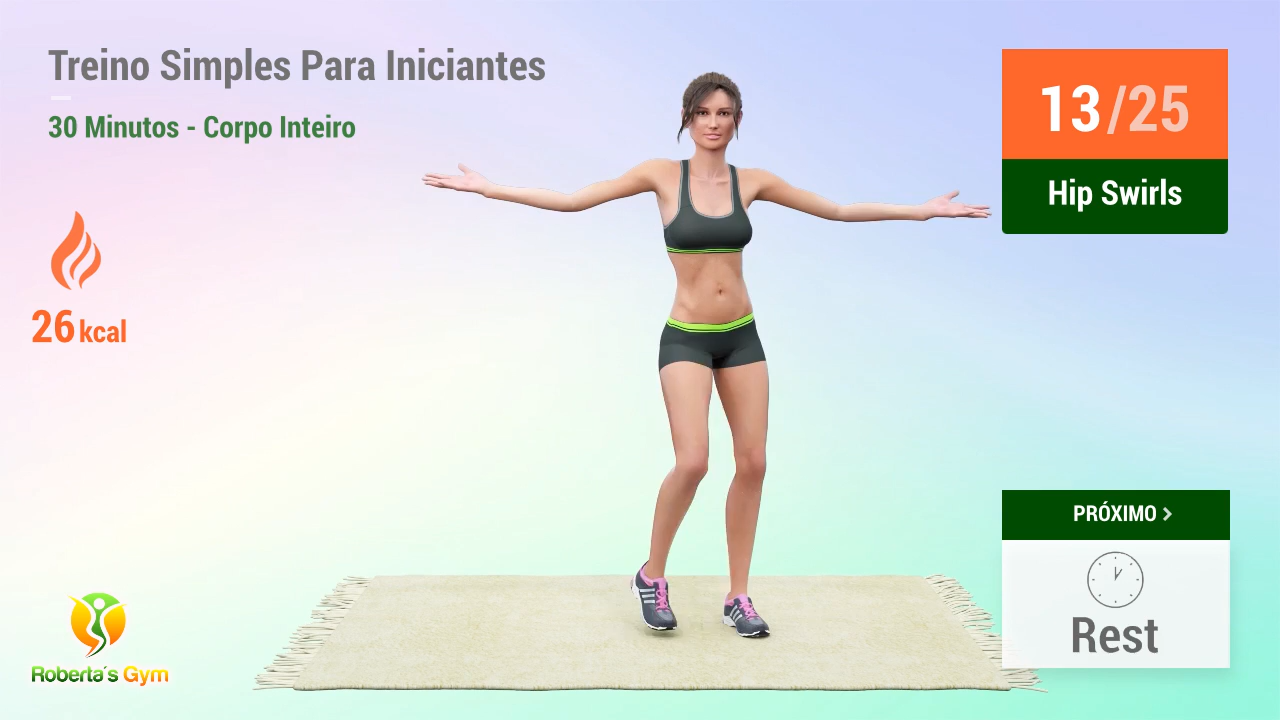 Treino Simples Para Iniciantes
30 Minutos - Corpo Inteiro
13/25
Hip Swirls
26 kcal
PRÓXIMO >
Rest
Roberta´s Gym